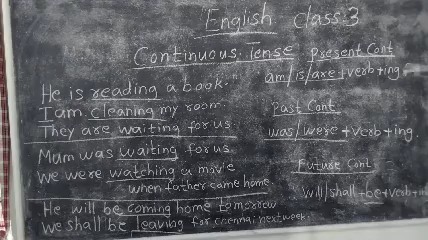 English class:3
Continuous Tense
Present Cont
am/is/are+verb+ing.
He is reading a book.
I am cleaning my room.
They are waiting for us.
Past Cont
was/were+verb+ing.
Mam was waiting for us.
We were watching a movie
when father came home
Future Cont
will/shall+be+verb+in
He will be coming home tomorrow
We shall be leaving for chennai next week.